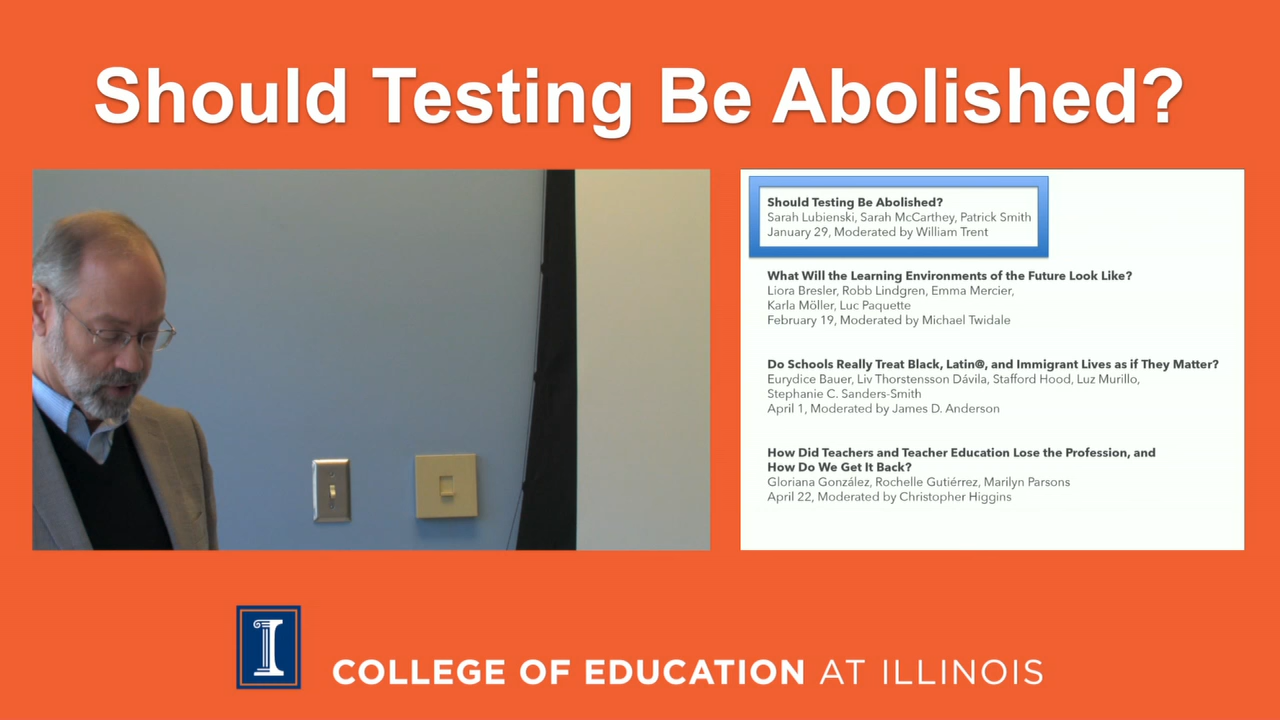 Should Testing Be Abolished?
Should Testing Be Abolished?
Sarah Lubienski, Sarah McCarthey, Patrick Smith
January 29, Moderated by William Trent
What Will the Learning Environments of the Future Look Like?
Liora Bresler, Robb Lindgren, Emma Mercier,
Karla Möller, Luc Paquette
February 19, Moderated by Michael Twidale
Do Schools Really Treat Black, Latin@, and Immigrant Lives as if They Matter?
Eurydice Bauer, Liv Thorstensson Dávila, Stafford Hood, Luz Murillo,
Stephanie C. Sanders-Smith
April 1, Moderated by James D. Anderson
How Did Teachers and Teacher Education Lose the Profession, and
How Do We Get It Back?
Gloriana González, Rochelle Gutiérrez, Marilyn Parsons
April 22, Moderated by Christopher Higgins
I
COLLEGE OF EDUCATION AT ILLINOIS